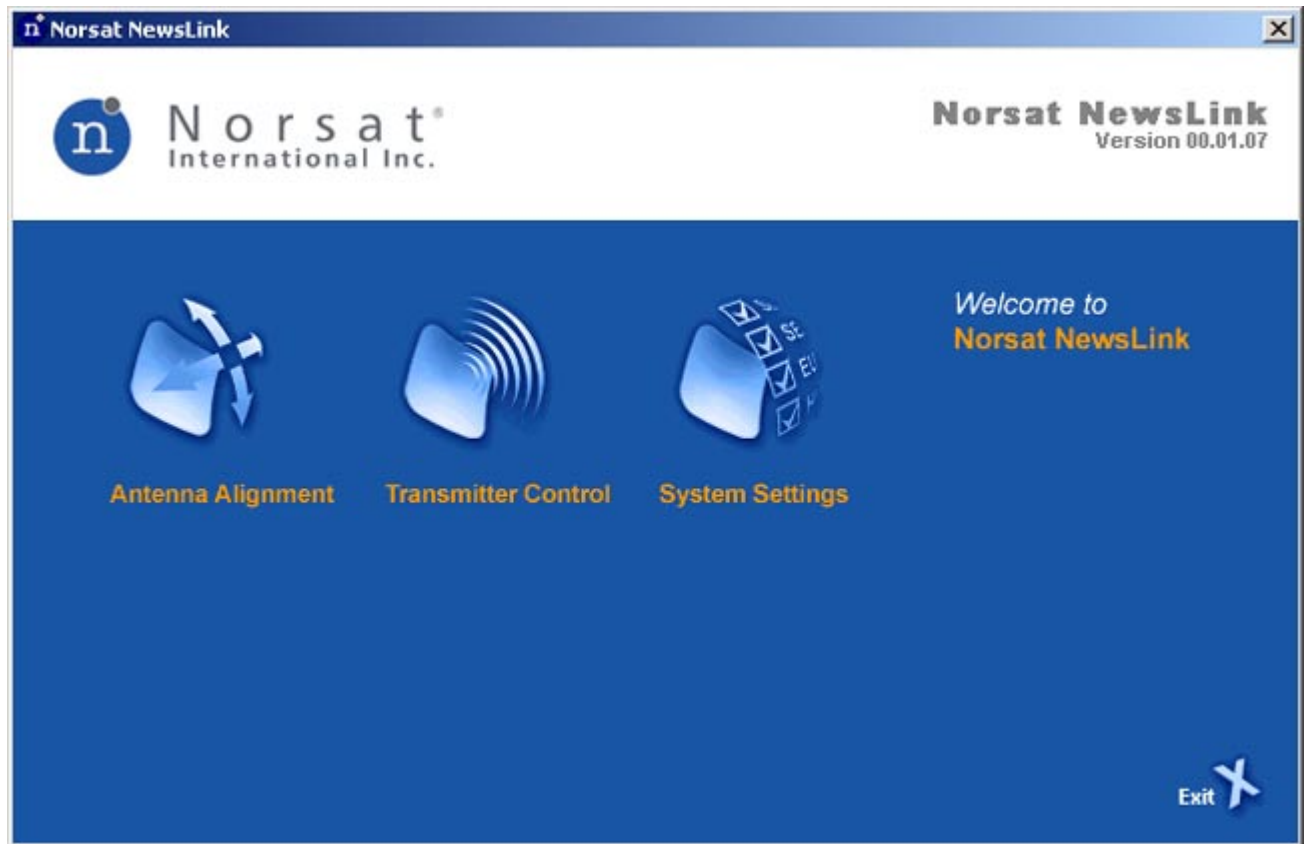 Norsat NewsLink
n Norsat®
International Inc.
Norsat NewsLink
Version 00.01.07
Welcome to
Norsat NewsLink
Antenna Alignment
Transmitter Control
System Settings
Exit